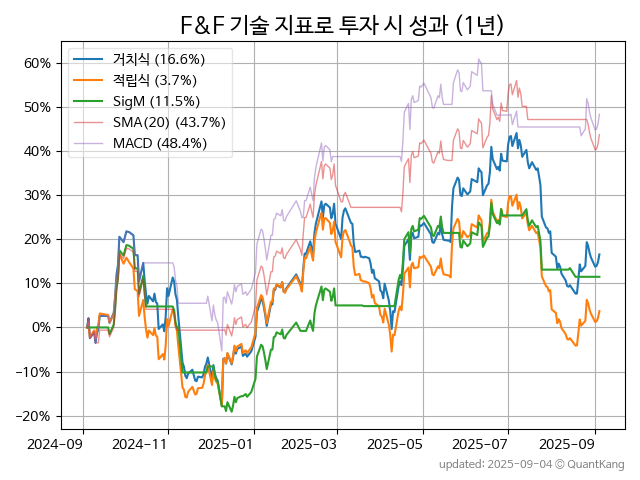 F&F 기술 지표로 투자 시 성과 (1년)
거치식 (16.6%)
적립식 (3.7%)
SigM (11.5%)
SMA(20) (43.7%)
MACD (48.4%)
60%
50%
40%
30%
20%
10%
0%
−10%
−20%
2024-09 2024-11 2025-01 2025-03 2025-05 2025-07 2025-09
updated: 2025-09-04 © QuantKang